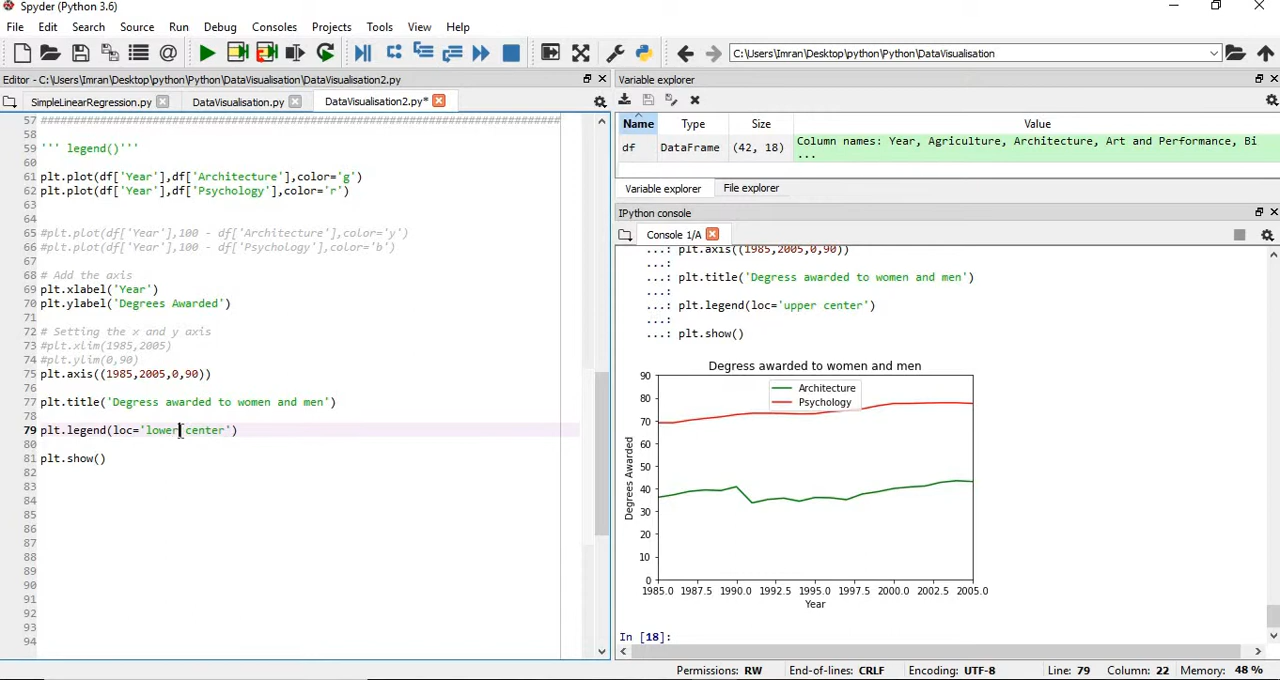 Spyder (Python 3.6)
File Edit Search Source Run Debug Consoles Projects Tools View Help
C:\Users\Imran\Desktop\python\Python\DataVisualisation
Editor - C:\Users\Imran\Desktop\python\Python\DataVisualisation\DataVisualisation2.py
SimpleLinearRegression.py DataVisualisation.py DataVisualisation2.py*
57 ################################################################################
58
59 ''' legend()'''
60
61 plt.plot(df['Year'],df['Architecture'],color='g')
62 plt.plot(df['Year'],df['Psychology'],color='r')
63
64
65 #plt.plot(df['Year'],100 - df['Architecture'],color='y')
66 #plt.plot(df['Year'],100 - df['Psychology'],color='b')
67
68 # Add the axis
69 plt.xlabel('Year')
70 plt.ylabel('Degrees Awarded')
71
72 # Setting the x and y axis
73 #plt.xlim(1985,2005)
74 #plt.ylim(0,90)
75 plt.axis((1985,2005,0,90))
76
77 plt.title('Degress awarded to women and men')
78
79 plt.legend(loc='lower center')
80
81 plt.show()
82
83
84
85
86
87
88
89
90
91
92
93
94
Variable explorer
Name Type Size Value
df DataFrame (42, 18) Column names: Year, Agriculture, Architecture, Art and Performance, Bi
...
Variable explorer File explorer
IPython console
Console 1/A
...: plt.axis((1985,2005,0,90))
...:
...: plt.title('Degress awarded to women and men')
...:
...: plt.legend(loc='upper center')
...:
...: plt.show()
Degress awarded to women and men
90
80
70
60
50
40
30
20
10
0
Degrees Awarded
Architecture
Psychology
1985.0 1987.5 1990.0 1992.5 1995.0 1997.5 2000.0 2002.5 2005.0
Year
In [18]:
Permissions: RW End-of-lines: CRLF Encoding: UTF-8 Line: 79 Column: 22 Memory: 48 %